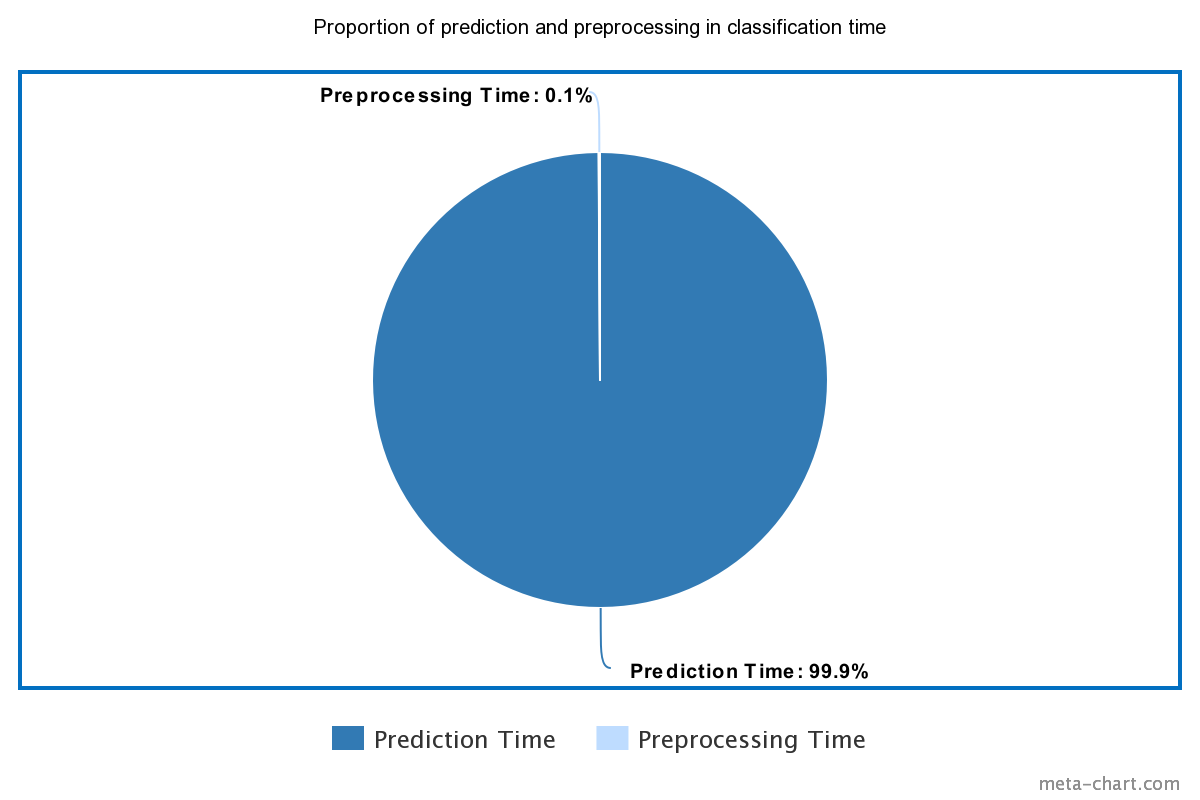 Proportion of prediction and preprocessing in classification time
Preprocessing Time: 0.1%
Prediction Time: 99.9%
Prediction Time
Preprocessing Time
meta-chart.com